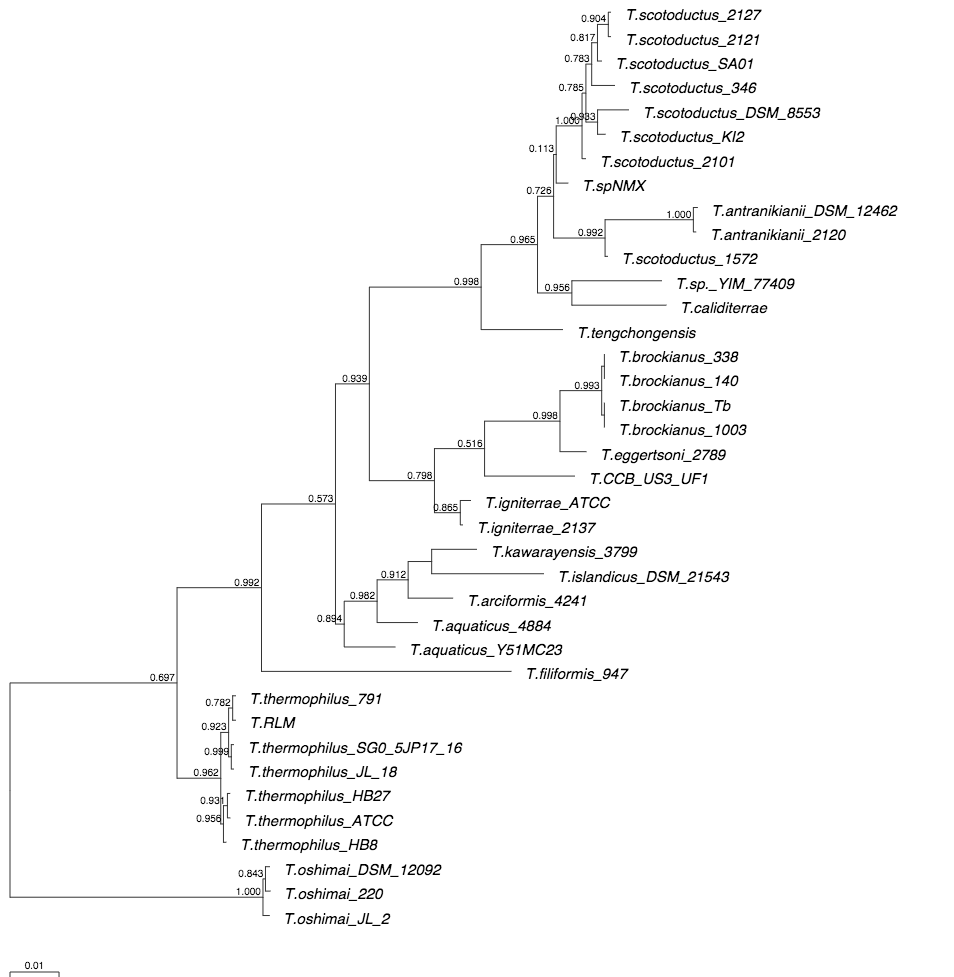 0.904
T.scotoductus_2127
0.817
T.scotoductus_2121
0.783
T.scotoductus_SA01
0.785
T.scotoductus_346
1.000
0.933
T.scotoductus_DSM_8553
T.scotoductus_KI2
0.113
T.scotoductus_2101
0.726
T.spNMX
1.000
T.antranikianii_DSM_12462
0.965
0.992
T.antranikianii_2120
T.scotoductus_1572
0.998
0.956
T.sp._YIM_77409
T.caliditerrae
T.tengchongensis
T.brockianus_338
0.939
0.993
T.brockianus_140
0.998
T.brockianus_Tb
T.brockianus_1003
0.516
T.eggertsoni_2789
0.798
T.CCB_US3_UF1
0.573
0.865
T.igniterrae_ATCC
T.igniterrae_2137
T.kawarayensis_3799
0.992
0.912
T.islandicus_DSM_21543
0.982
T.arciformis_4241
0.894
T.aquaticus_4884
T.aquaticus_Y51MC23
0.697
T.filiformis_947
0.782
T.thermophilus_791
0.923
T.RLM
0.999
T.thermophilus_SG0_5JP17_16
0.962
T.thermophilus_JL_18
0.931
T.thermophilus_HB27
0.956
T.thermophilus_ATCC
T.thermophilus_HB8
0.843
T.oshimai_DSM_12092
1.000
T.oshimai_220
T.oshimai_JL_2
0.01